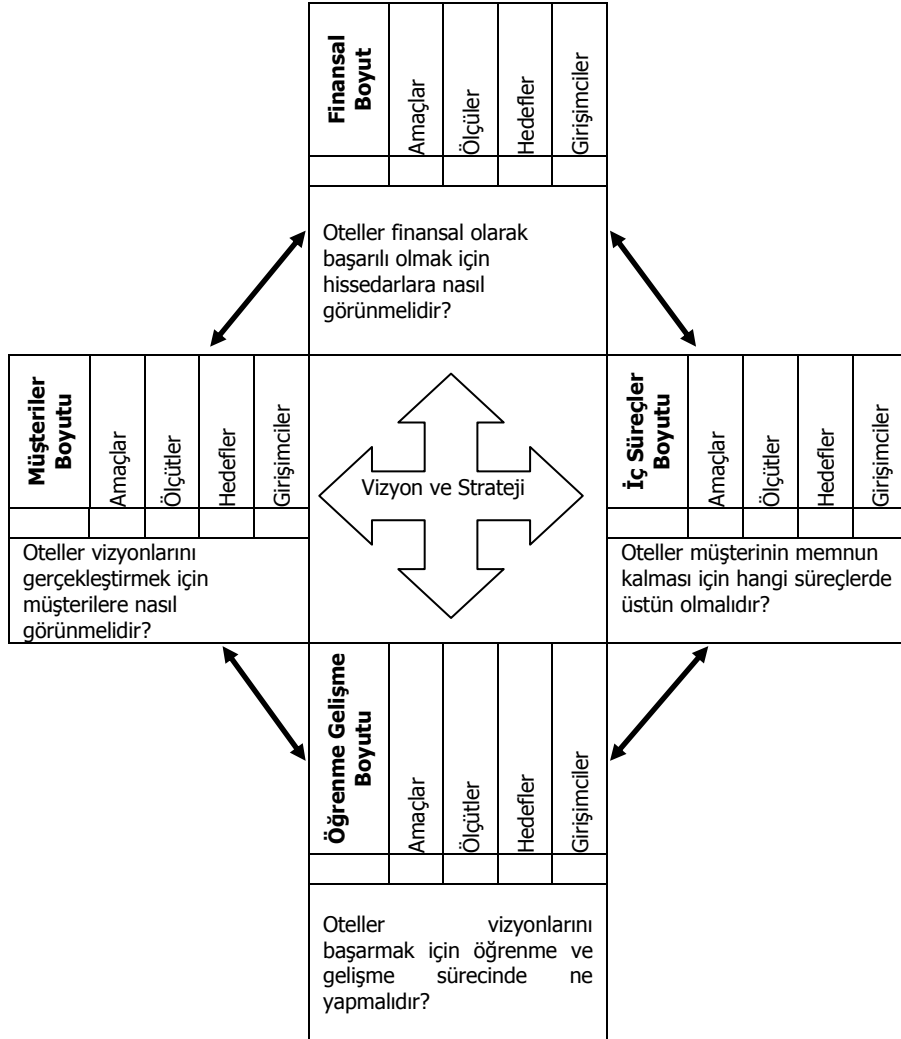 Finansal
Boyut
Amaçlar
Ölçüler
Hedefler
Girişimciler
Oteller finansal olarak
başarılı olmak için
hissedarlara nasıl
görünmelidir?
Müşteriler
Boyutu
Amaçlar
Ölçütler
Hedefler
Girişimciler
Oteller vizyonlarını
gerçekleştirmek için
müşterilere nasıl
görünmelidir?
Vizyon ve Strateji
İç Süreçler
Boyutu
Amaçlar
Ölçütler
Hedefler
Girişimciler
Oteller müşterinin memnun
kalması için hangi süreçlerde
üstün olmalıdır?
Öğrenme Gelişme
Boyutu
Amaçlar
Ölçütler
Hedefler
Girişimciler
Oteller vizyonlarını
başarmak için öğrenme ve
gelişme sürecinde ne
yapmalıdır?